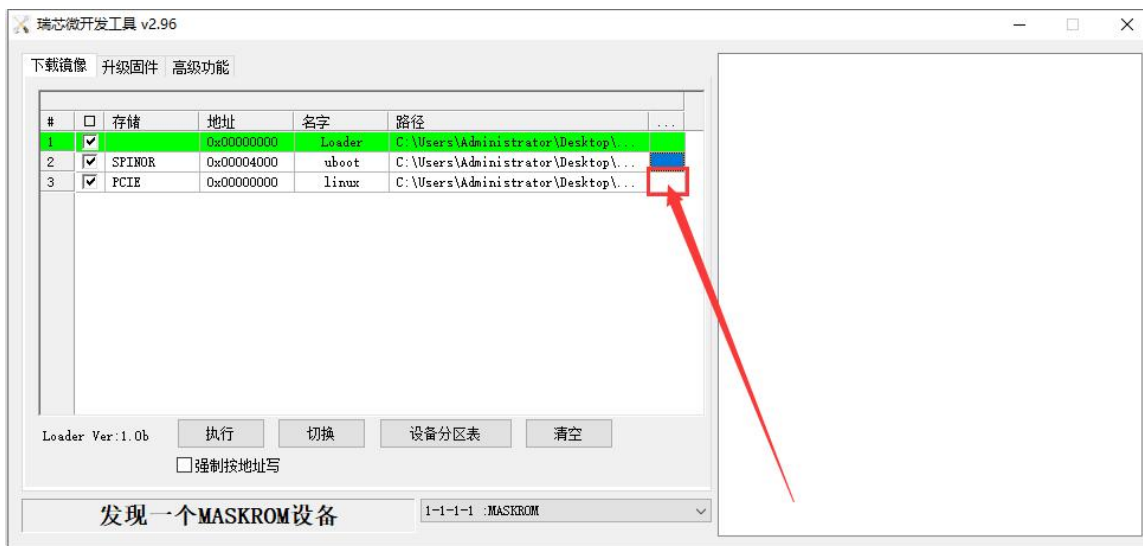 瑞芯微开发工具 v2.96
下载镜像 升级固件 高级功能
# 存储 地址 名字 路径 ...
1 0x00000000 Loader C:\Users\Administrator\Desktop\...
2 SPINOR 0x00004000 uboot C:\Users\Administrator\Desktop\...
3 PCIE 0x00000000 linux C:\Users\Administrator\Desktop\...
Loader Ver:1.0b 执行 切换 设备分区表 清空
强制按地址写
发现一个MASKROM设备 1-1-1-1 :MASKROM